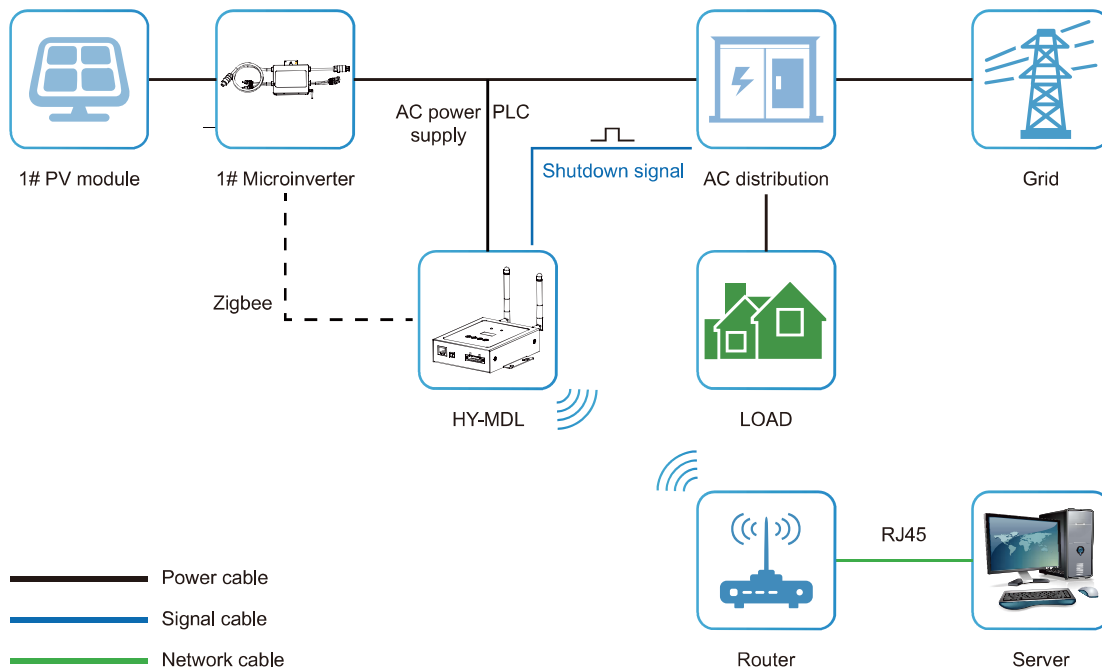 AC power
supply
PLC
Shutdown signal
1# PV module
1# Microinverter
AC distribution
Grid
Zigbee
HY-MDL
LOAD
RJ45
Power cable
Signal cable
Network cable
Router
Server